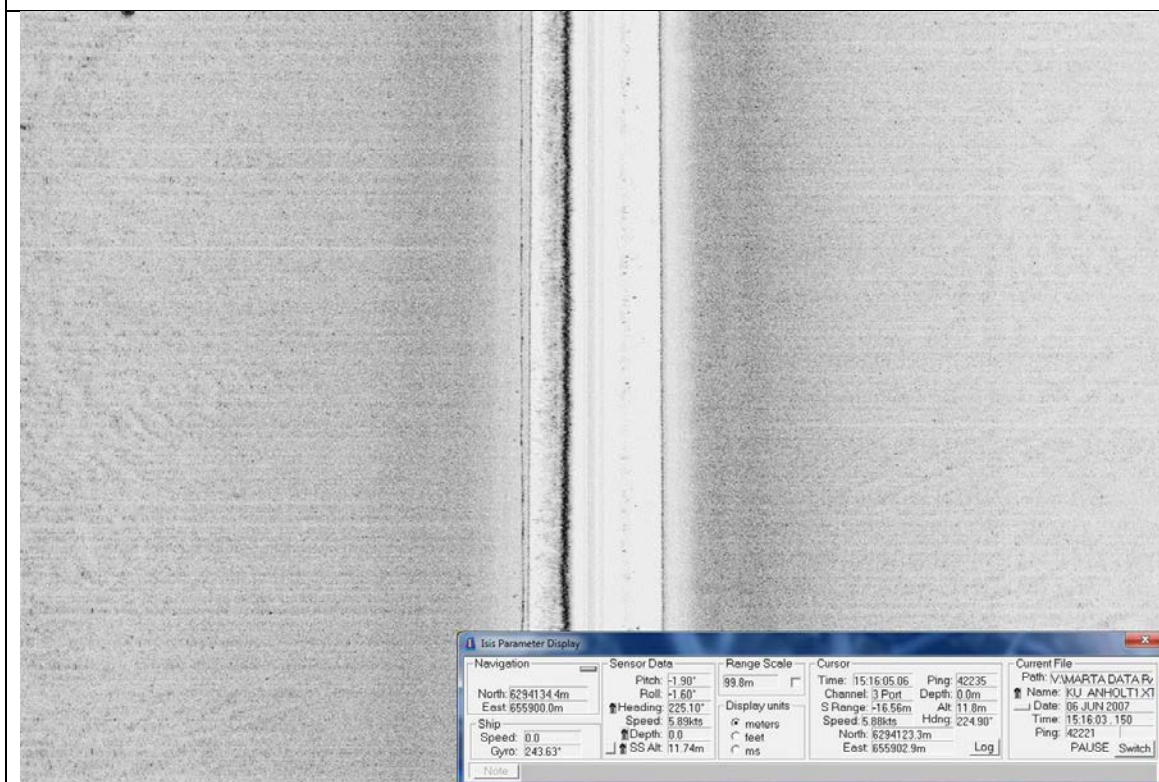 Isis Parameter Display
Navigation
North: 6294134.4m
East: 655900.0m
Ship
Speed: 0.0
Gyro: 243.63°
Sensor Data
Pitch: -1.90°
Roll: -1.60°
Heading: 225.10°
Speed: 5.89kts
Depth: 0.0
SS Alt: 11.74m
Range Scale
99.8m
Display units
meters
feet
ms
Cursor
Time: 15:16:05.06 Ping: 42235
Channel: 3 Port Depth: 0.0m
S Range: -16.56m Alt: 11.8m
Speed: 5.88kts Hdng: 224.90°
North: 6294123.3m
East: 655902.9m Log
Current File
Path: V:\MARTA DATA RA
Name: KU_ANHOLT1.XT
Date: 06 JUN 2007
Time: 15:16:03 .150
Ping: 42221
PAUSE Switch
Note